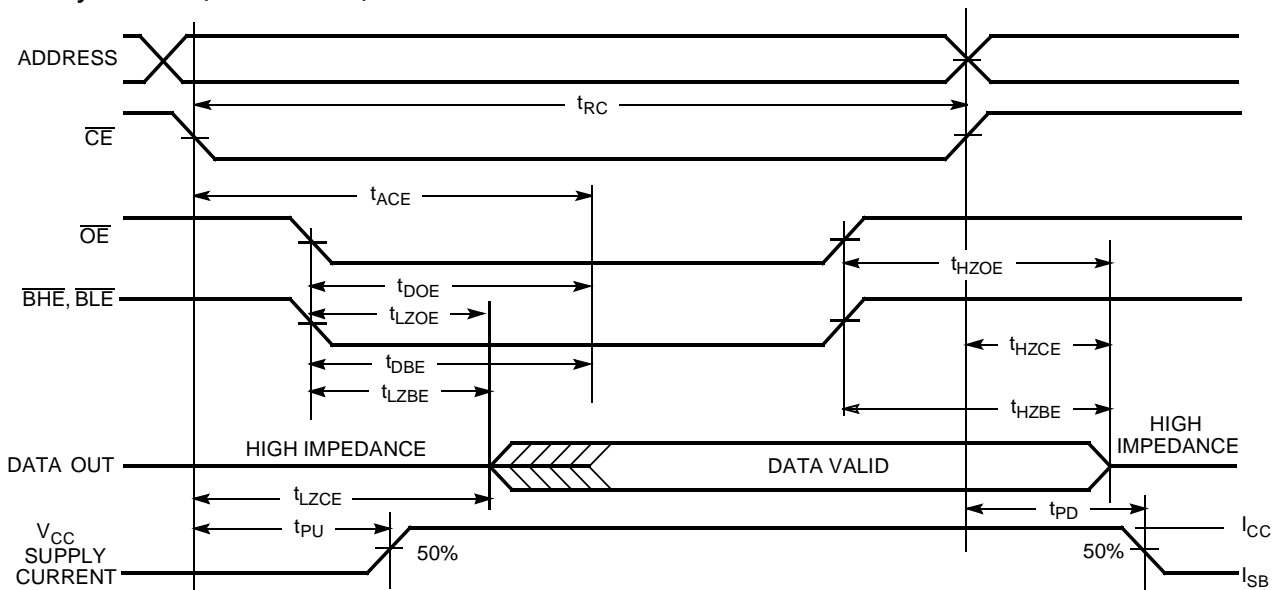 ADDRESS
tRC
CE
tACE
OE
tHZOE
tDOE
BHE, BLE
tLZOE
tHZCE
tDBE
tLZBE
tHZBE
HIGH IMPEDANCE
HIGH
IMPEDANCE
DATA OUT
DATA VALID
tLZCE
tPU
tPD
VCC
SUPPLY
CURRENT
50%
50%
ICC
ISB